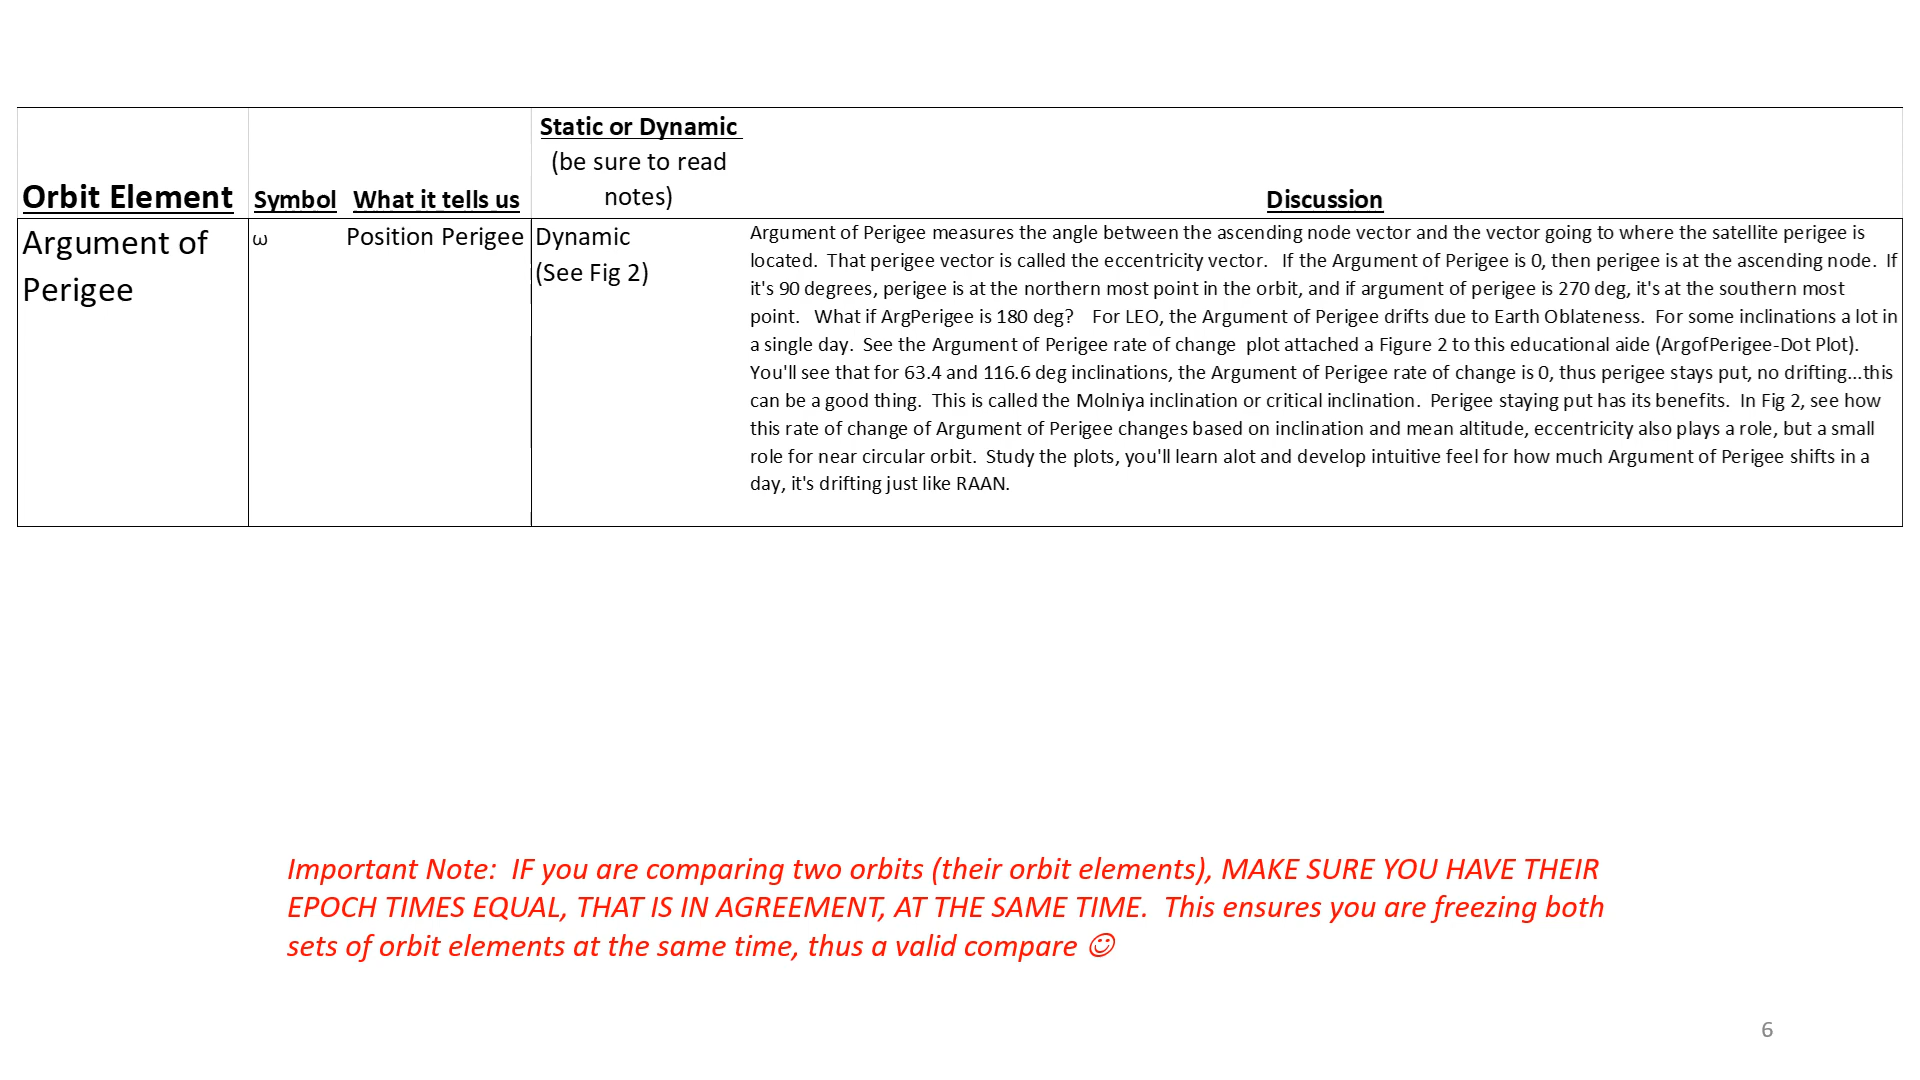 Static or Dynamic
(be sure to read
notes)
Orbit Element Symbol What it tells us Discussion
Argument of
Perigee
ω
Position Perigee
Dynamic
(See Fig 2)
Argument of Perigee measures the angle between the ascending node vector and the vector going to where the satellite perigee is
located.  That perigee vector is called the eccentricity vector.   If the Argument of Perigee is 0, then perigee is at the ascending node.  If
it's 90 degrees, perigee is at the northern most point in the orbit, and if argument of perigee is 270 deg, it's at the southern most
point.   What if ArgPerigee is 180 deg?    For LEO, the Argument of Perigee drifts due to Earth Oblateness.  For some inclinations a lot in
a single day.  See the Argument of Perigee rate of change  plot attached a Figure 2 to this educational aide (ArgofPerigee-Dot Plot).
You'll see that for 63.4 and 116.6 deg inclinations, the Argument of Perigee rate of change is 0, thus perigee stays put, no drifting...this
can be a good thing.  This is called the Molniya inclination or critical inclination.  Perigee staying put has its benefits.  In Fig 2, see how
this rate of change of Argument of Perigee changes based on inclination and mean altitude, eccentricity also plays a role, but a small
role for near circular orbit.  Study the plots, you'll learn alot and develop intuitive feel for how much Argument of Perigee shifts in a
day, it's drifting just like RAAN.
Important Note:  IF you are comparing two orbits (their orbit elements), MAKE SURE YOU HAVE THEIR
EPOCH TIMES EQUAL, THAT IS IN AGREEMENT, AT THE SAME TIME.  This ensures you are freezing both
sets of orbit elements at the same time, thus a valid compare ☺
6